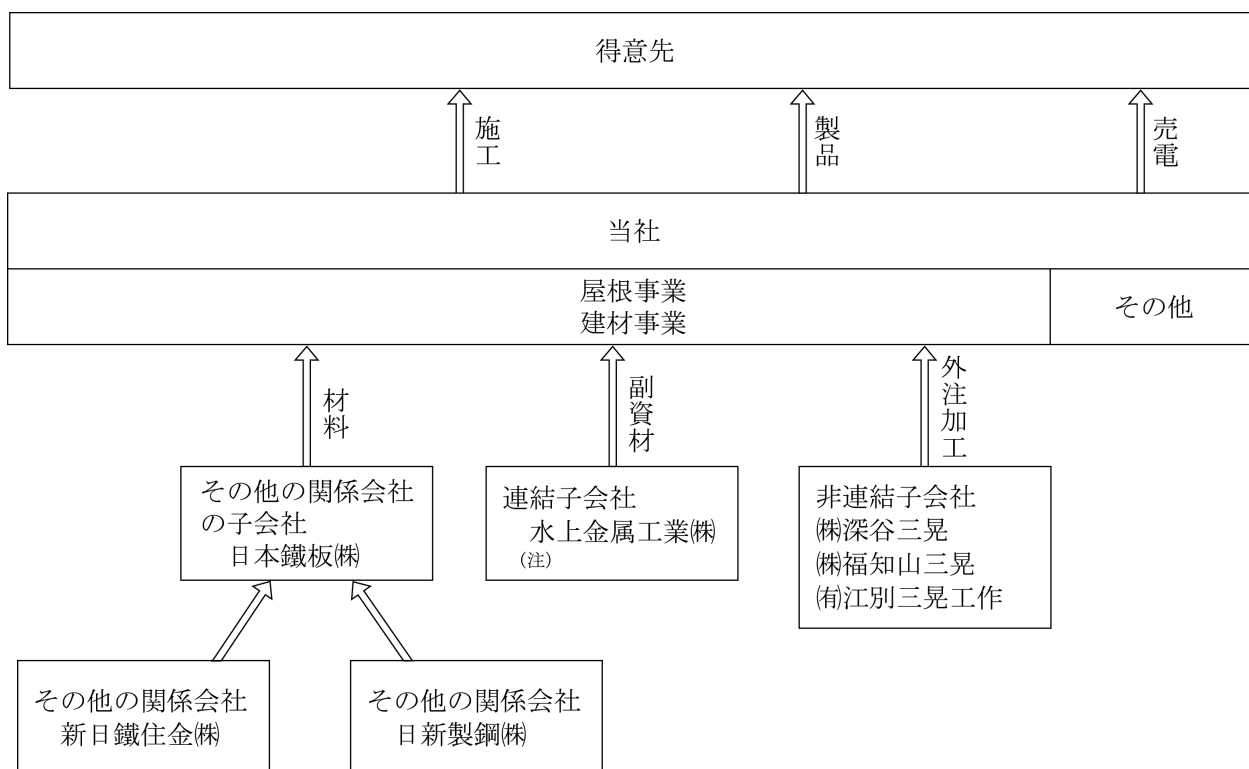 得意先
施工
製品
売電
当社
屋根事業
建材事業
その他
材料
副資材
外注加工
その他の関係会社
の子会社
日本鐵板㈱
連結子会社
水上金属工業㈱
(注)
非連結子会社
㈱深谷三晃
㈱福知山三晃
㈲江別三晃工作
その他の関係会社
新日鐵住金㈱
その他の関係会社
日新製鋼㈱